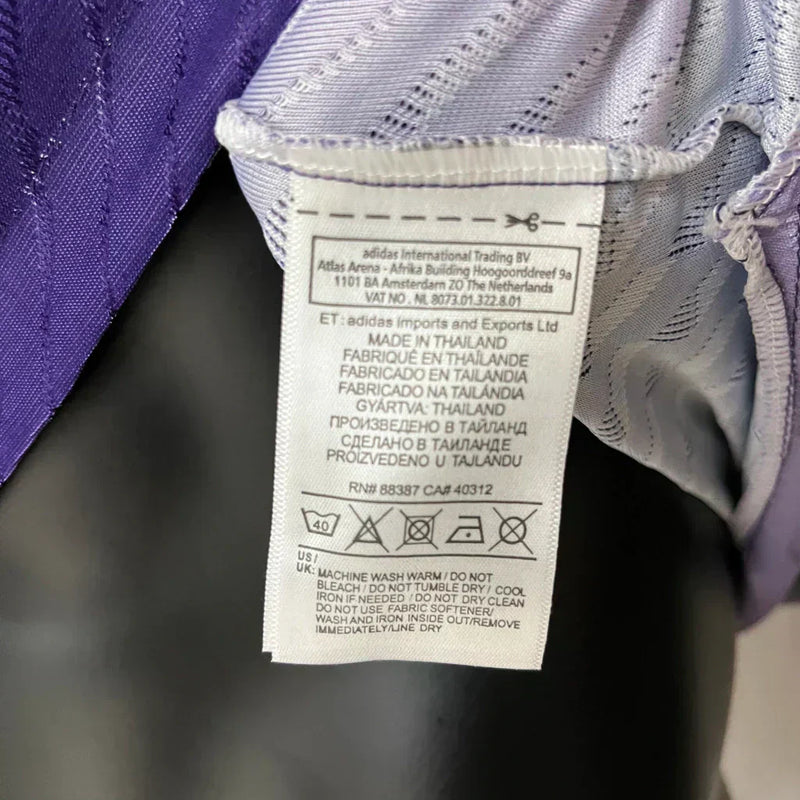 adidas International Trading BV
Atlas Arena - Afrika Building Hoogoorddreef 9a
1101 BA Amsterdam ZO The Netherlands
VAT NO . NL 8073.01.322.8.01
ET: adidas Imports and Exports Ltd
MADE IN THAILAND
FABRIQUÉ EN THAÏLANDE
FABRICADO EN TAILANDIA
FABRICADO NA TAILÂNDIA
GYÁRTVA: THAILAND
ПРОИЗВЕДЕНО В ТАЙЛАНД
СДЕЛАНО В ТАИЛАНДЕ
PROIZVEDENO U TAJLANDU
RN# 88387 CA# 40312
40
US/
UK: MACHINE WASH WARM / DO NOT
BLEACH / DO NOT TUMBLE DRY / COOL
IRON IF NEEDED / DO NOT DRY CLEAN
DO NOT USE FABRIC SOFTENER/
WASH AND IRON INSIDE OUT/REMOVE
IMMEDIATELY/LINE DRY